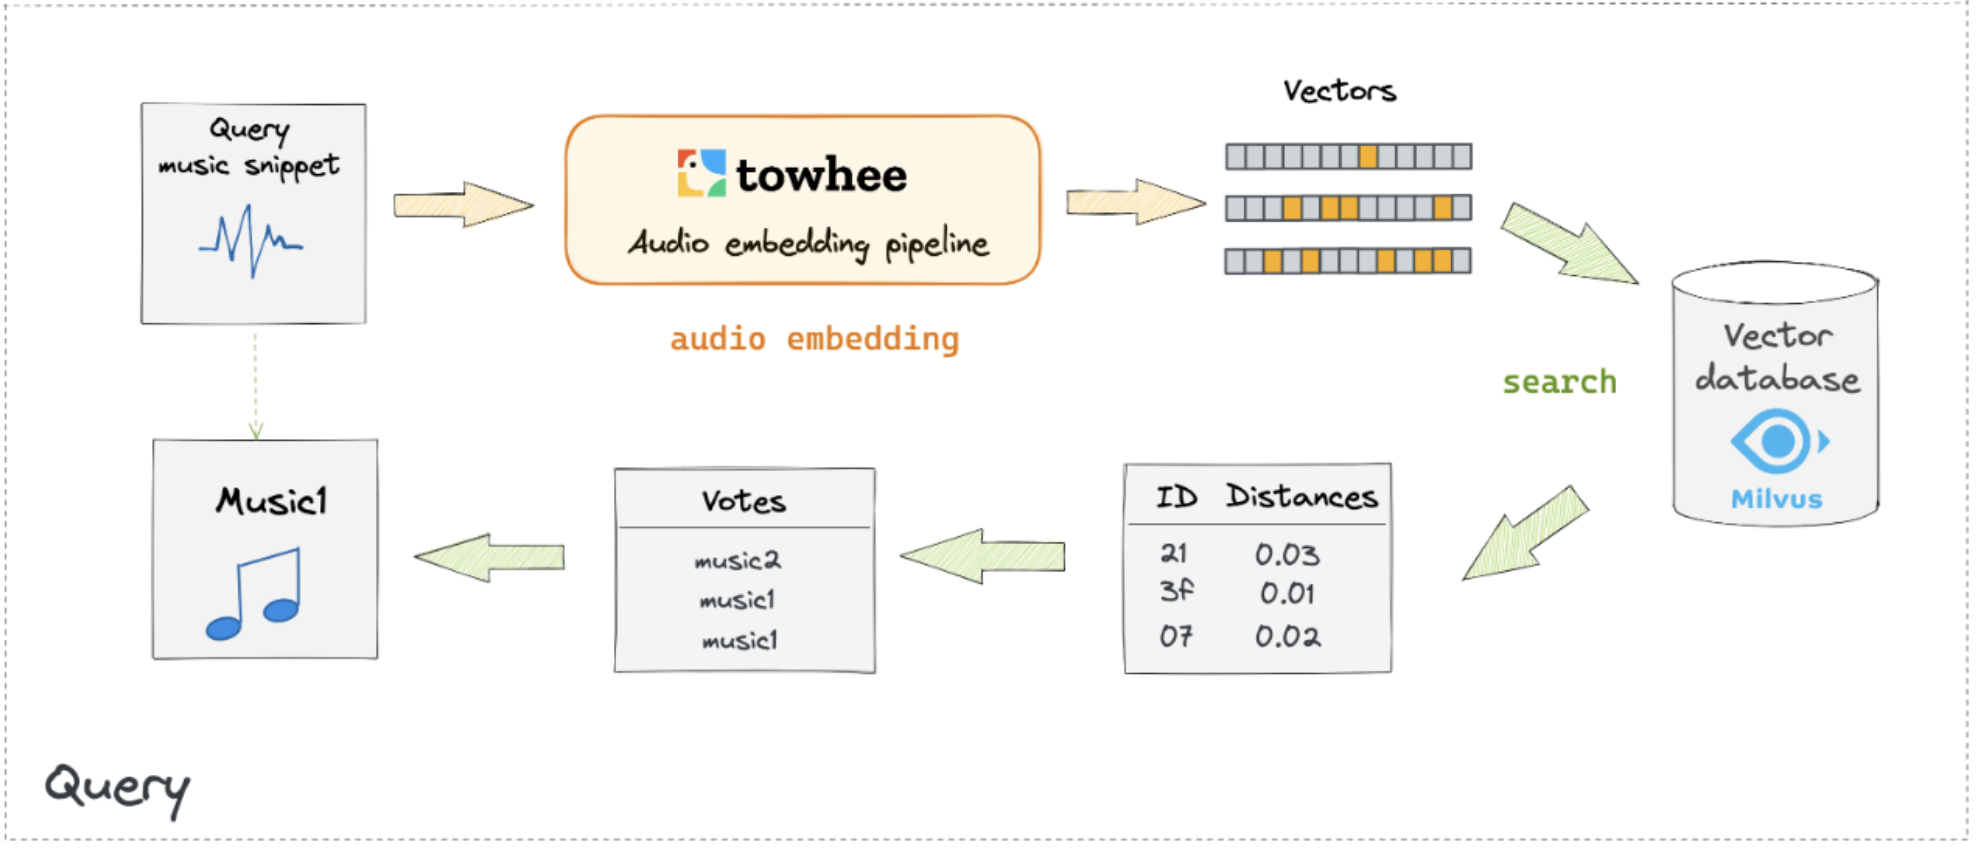 Query
music snippet
towhee
Audio embedding pipeline
audio embedding
Vectors
Vector
database
Milvus
search
ID Distances
21 0.03
3f 0.01
07 0.02
Votes
music2
music1
music1
Music1
Query